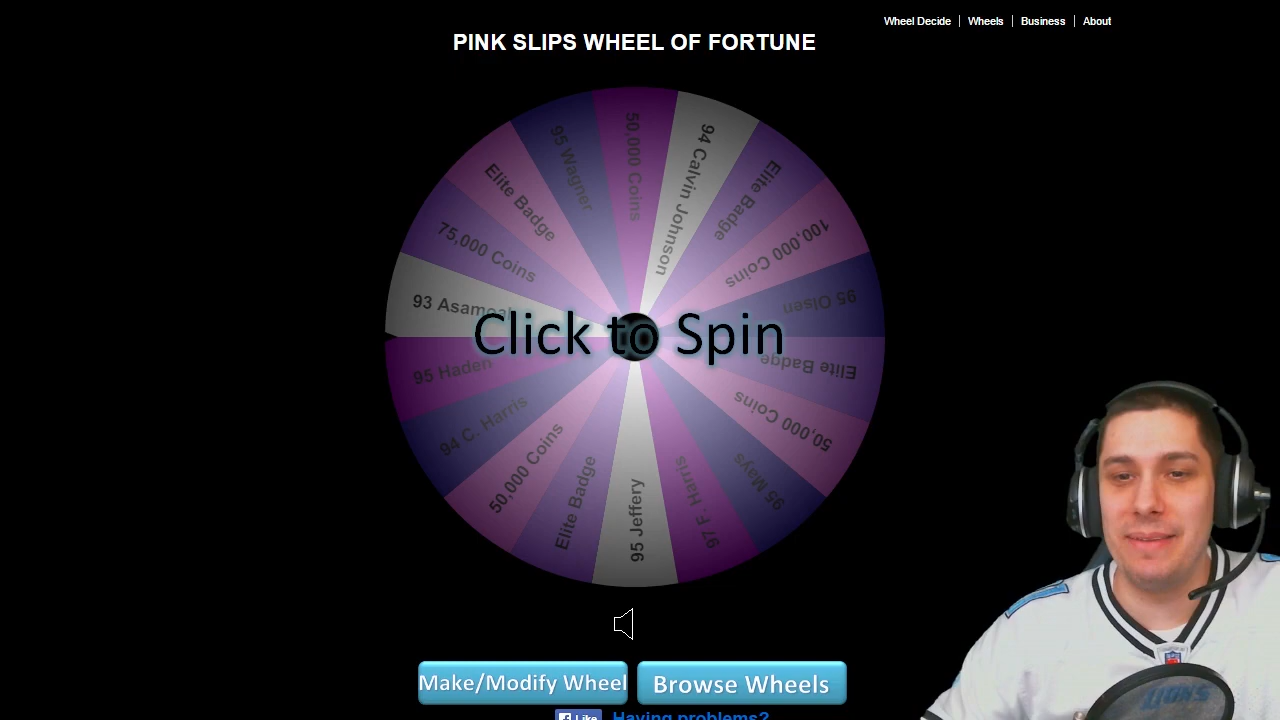 Wheel Decide
Wheels
Business
About
PINK SLIPS WHEEL OF FORTUNE
50,000 Coins
94 Calvin Johnson
Elite Badge
100,000 Coins
95 Olsen
Elite Badge
50,000 Coins
95 Mays
97 F. Harris
95 Jeffery
Elite Badge
50,000 Coins
94 C. Harris
95 Haden
93 Asamoah
75,000 Coins
Elite Badge
95 Wagner
Click to Spin
Make/Modify Wheel
Browse Wheels
Like
Having problems?
LIONS